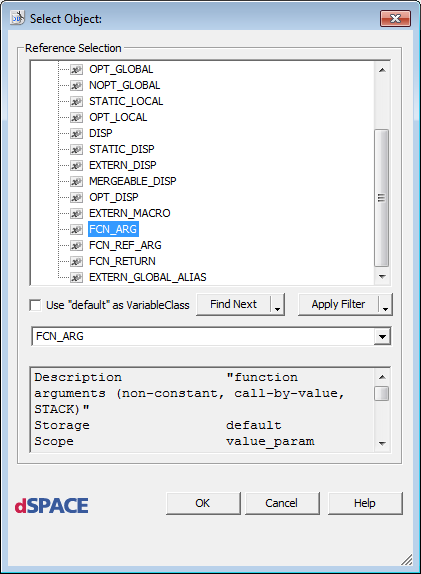 Select Object:
Reference Selection
OPT_GLOBAL
NOPT_GLOBAL
STATIC_LOCAL
OPT_LOCAL
DISP
STATIC_DISP
EXTERN_DISP
MERGEABLE_DISP
OPT_DISP
EXTERN_MACRO
FCN_ARG
FCN_REF_ARG
FCN_RETURN
EXTERN_GLOBAL_ALIAS
Use "default" as VariableClass Find Next Apply Filter
FCN_ARG
Description "function
arguments (non-constant, call-by-value,
STACK)"
Storage default
Scope value_param
dSPACE OK Cancel Help